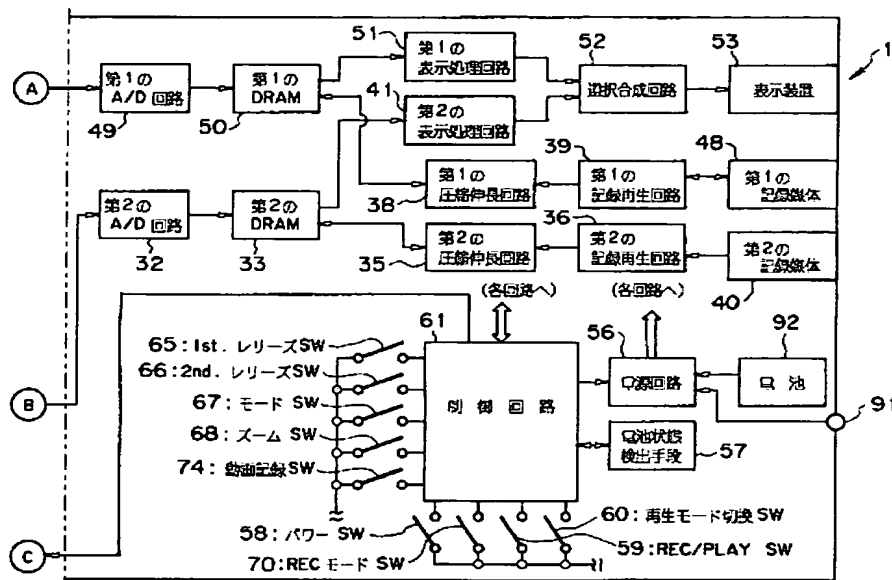 51
第1の
表示処理回路
52
選択合成回路
53
表示装置
1
A
第1の
A/D 回路
49
第1の
DRAM
50
41
第2の
表示処理回路
39
第1の
記録再生回路
48
第1の
記録媒体
第1の
圧縮伸長回路
38
36
第2の
A/D 回路
32
第2の
DRAM
33
第2の
圧縮伸長回路
35
第2の
記録再生回路
第2の
記録媒体
40
(各回路へ)
(各回路へ)
65:1st. レリーズSW
66:2nd. レリーズSW
67:モード SW
68:ズーム SW
74:動画記録SW
61
制御回路
56
電源回路
92
電池
91
電池状態
検出手段
57
B
C
58:パワー SW
70:REC モード SW
60:再生モード切換 SW
59:REC/PLAY SW